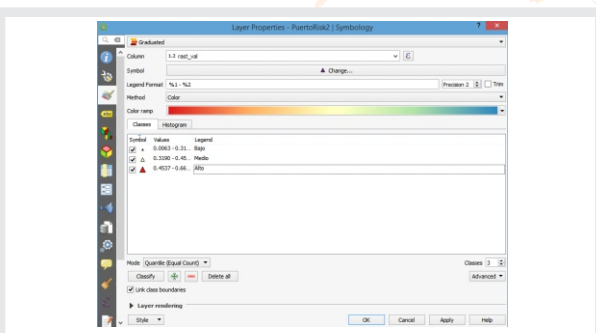 Layer Properties - PuertoRisk2 | Symbology
? ×
Graduated
Column 1.2 rast_val ε
Symbol Change...
Legend Format %1 - %2 Precision 2 Trim
Method Color
Color ramp
Classes Histogram
Symbol Values Legend
0.0063 - 0.31... Bajo
0.3190 - 0.45... Medio
0.4537 - 0.66... Alto
Mode Quantile (Equal Count) Classes 3
Classify Delete all Advanced
Link class boundaries
Layer rendering
Style OK Cancel Apply Help